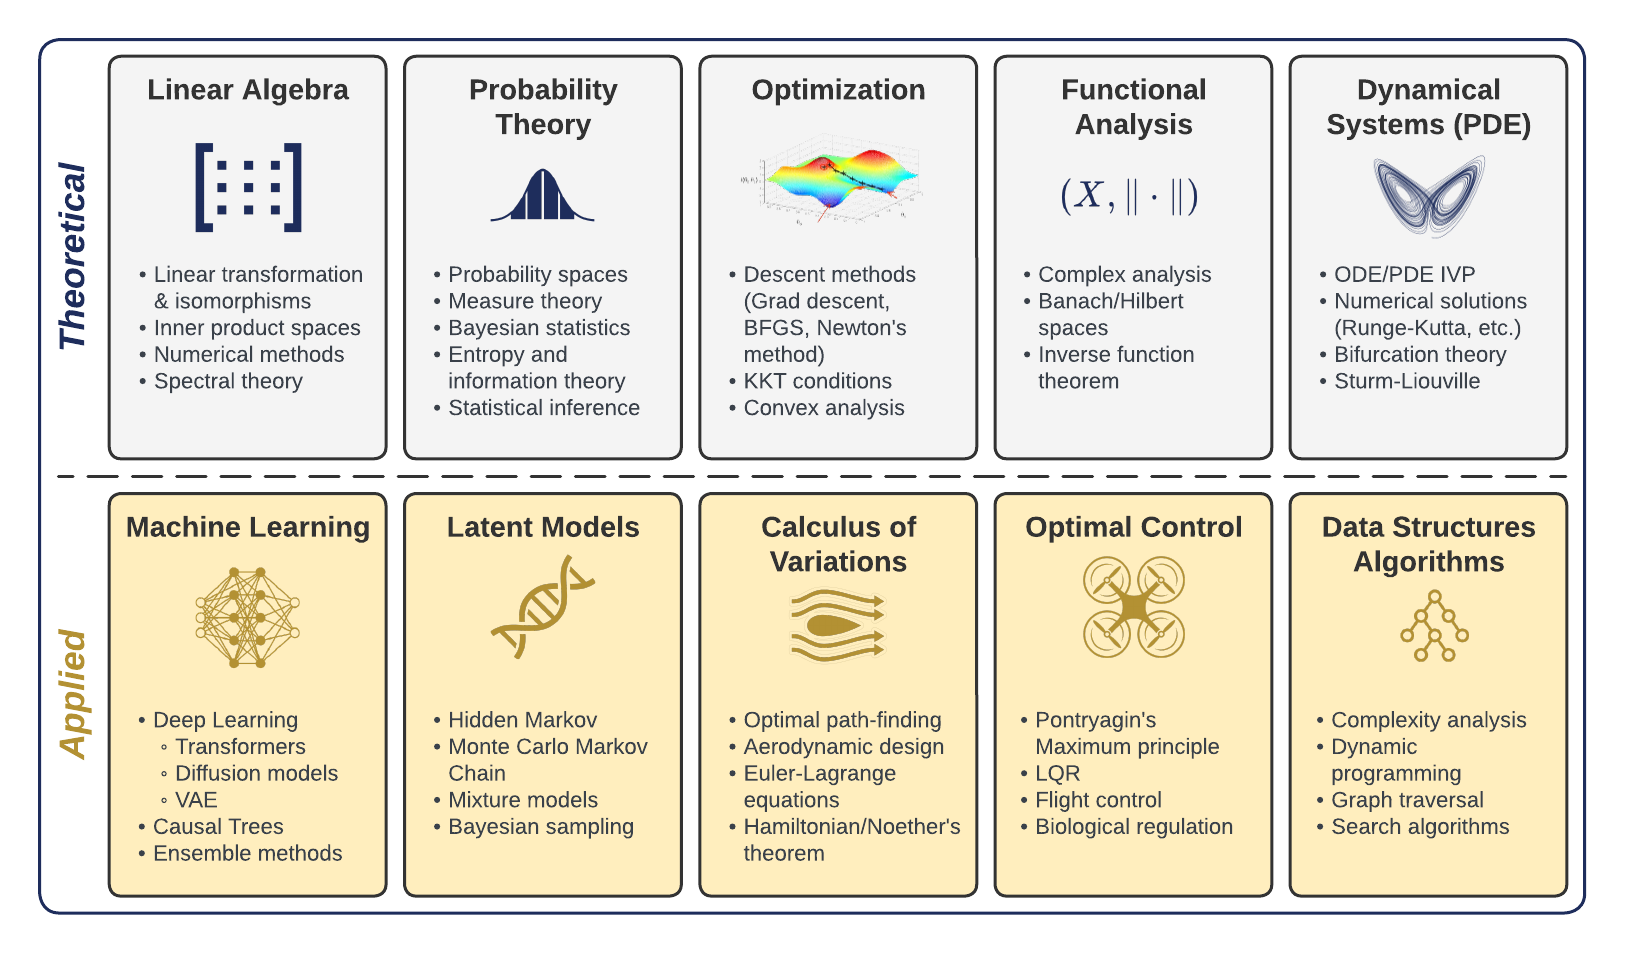 Theoretical
Linear Algebra
• Linear transformation
& isomorphisms
• Inner product spaces
• Numerical methods
• Spectral theory
Probability
Theory
• Probability spaces
• Measure theory
• Bayesian statistics
• Entropy and
information theory
• Statistical inference
Optimization
• Descent methods
(Grad descent,
BFGS, Newton's
method)
• KKT conditions
• Convex analysis
Functional
Analysis
(X, ‖ · ‖)
• Complex analysis
• Banach/Hilbert
spaces
• Inverse function
theorem
Dynamical
Systems (PDE)
• ODE/PDE IVP
• Numerical solutions
(Runge-Kutta, etc.)
• Bifurcation theory
• Sturm-Liouville
Applied
Machine Learning
• Deep Learning
◦ Transformers
◦ Diffusion models
◦ VAE
• Causal Trees
• Ensemble methods
Latent Models
• Hidden Markov
• Monte Carlo Markov
Chain
• Mixture models
• Bayesian sampling
Calculus of
Variations
• Optimal path-finding
• Aerodynamic design
• Euler-Lagrange
equations
• Hamiltonian/Noether's
theorem
Optimal Control
• Pontryagin's
Maximum principle
• LQR
• Flight control
• Biological regulation
Data Structures
Algorithms
• Complexity analysis
• Dynamic
programming
• Graph traversal
• Search algorithms